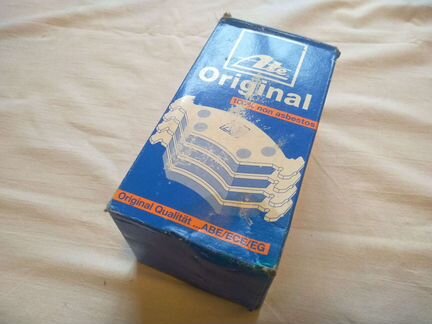 Ate
Original
100% non asbestos
Original Qualität ... ABE/ECE/EG